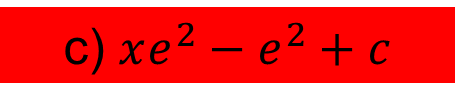 c) xe² − e² + c